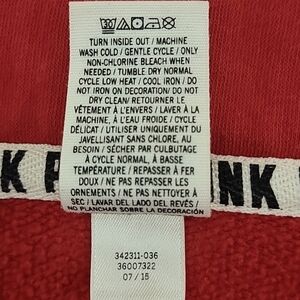 TURN INSIDE OUT / MACHINE
WASH COLD / GENTLE CYCLE / ONLY
NON-CHLORINE BLEACH WHEN
NEEDED / TUMBLE DRY NORMAL
CYCLE LOW HEAT / COOL IRON / DO
NOT IRON ON DECORATION/ DO NOT
DRY CLEAN / RETOURNER LE
VÊTEMENT À L'ENVERS / LAVER À LA
MACHINE, À L'EAU FROIDE / CYCLE
DÉLICAT / UTILISER UNIQUEMENT DU
JAVELLISANT SANS CHLORE, AU
BESOIN / SÉCHER PAR CULBUTAGE
À CYCLE NORMAL, À BASSE
TEMPÉRATURE / REPASSER À FER
DOUX / NE PAS REPASSER LES
ORNEMENTS / NE PAS NETTOYER À
SEC / LAVAR DEL LADO DEL REVÉS /
NO PLANCHAR SOBRE LA DECORACIÓN
K P NK
342311-036
36007322
07 / 15